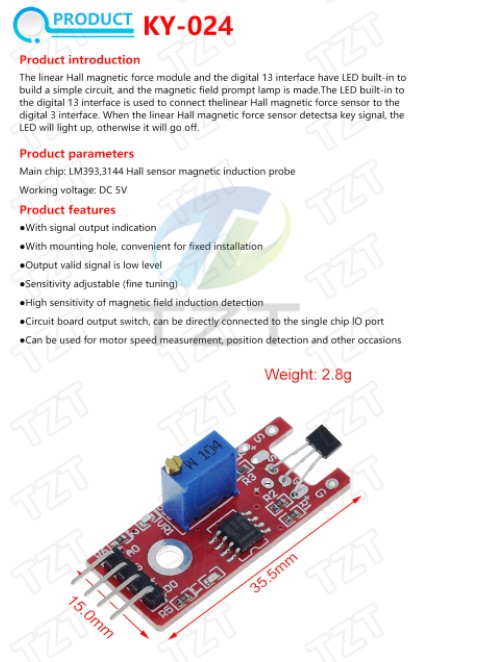 PRODUCT KY-024
Product introduction
The linear Hall magnetic force module and the digital 13 interface have LED built-in to
build a simple circuit, and the magnetic field prompt lamp is made.The LED built-in to
the digital 13 interface is used to connect thelinear Hall magnetic force sensor to the
digital 3 interface. When the linear Hall magnetic force sensor detectsa key signal, the
LED will light up, otherwise it will go off.
Product parameters
Main chip: LM393,3144 Hall sensor magnetic induction probe
Working voltage: DC 5V
Product features
●With signal output indication
●With mounting hole, convenient for fixed installation
●Output valid signal is low level
●Sensitivity adjustable (fine tuning)
●High sensitivity of magnetic field induction detection
●Circuit board output switch, can be directly connected to the single chip IO port
●Can be used for motor speed measurement, position detection and other occasions
TZT
Weight: 2.8g
W 104
S
+
S
G
R3
R2
R1
VR1
A0
G
+
D0
R5
35.5mm
15.0mm